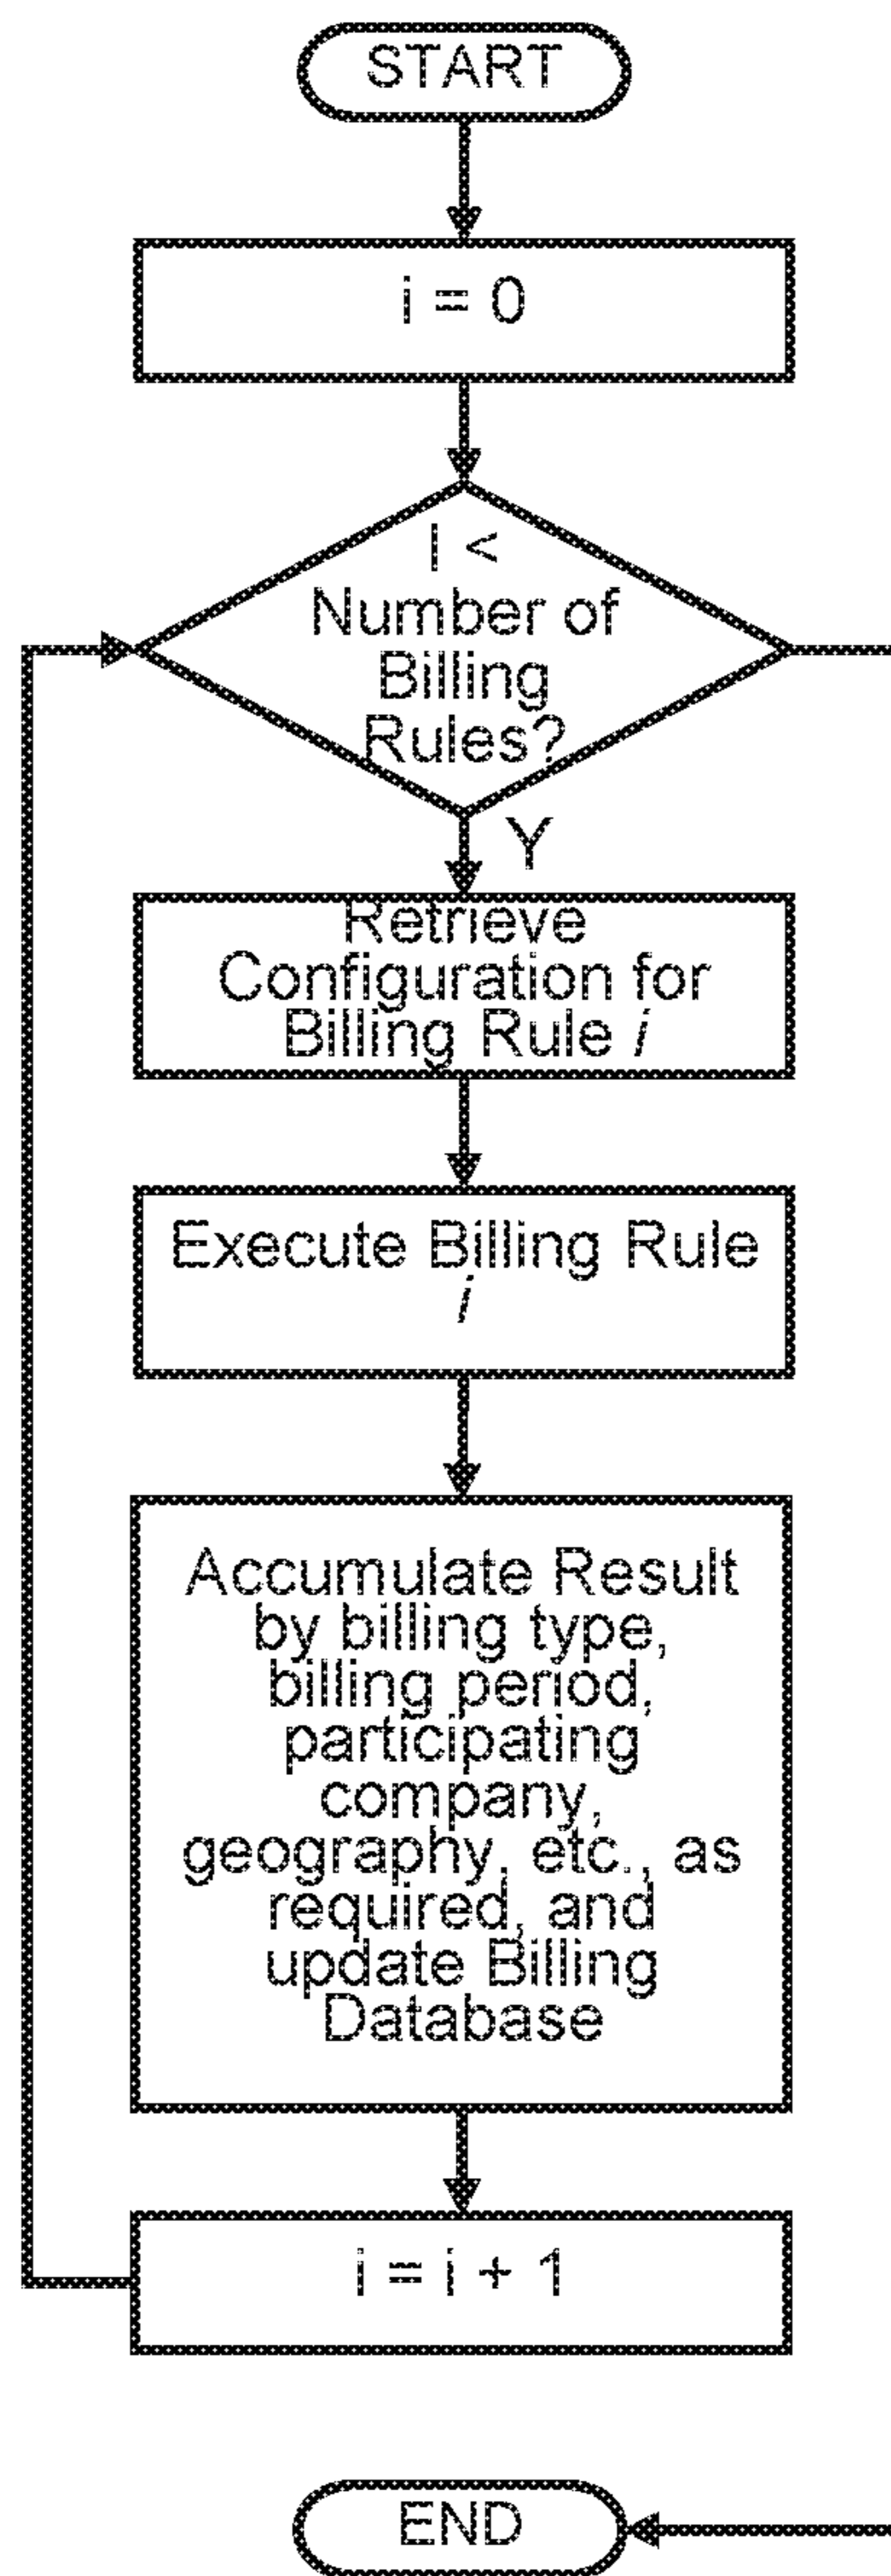 START
i = 0
I <
Number of
Billing
Rules?
Y
Retrieve
Configuration for
Billing Rule i
Execute Billing Rule
i
Accumulate Result
by billing type,
billing period,
participating
company,
geography, etc., as
required, and
update Billing
Database
i = i + 1
END